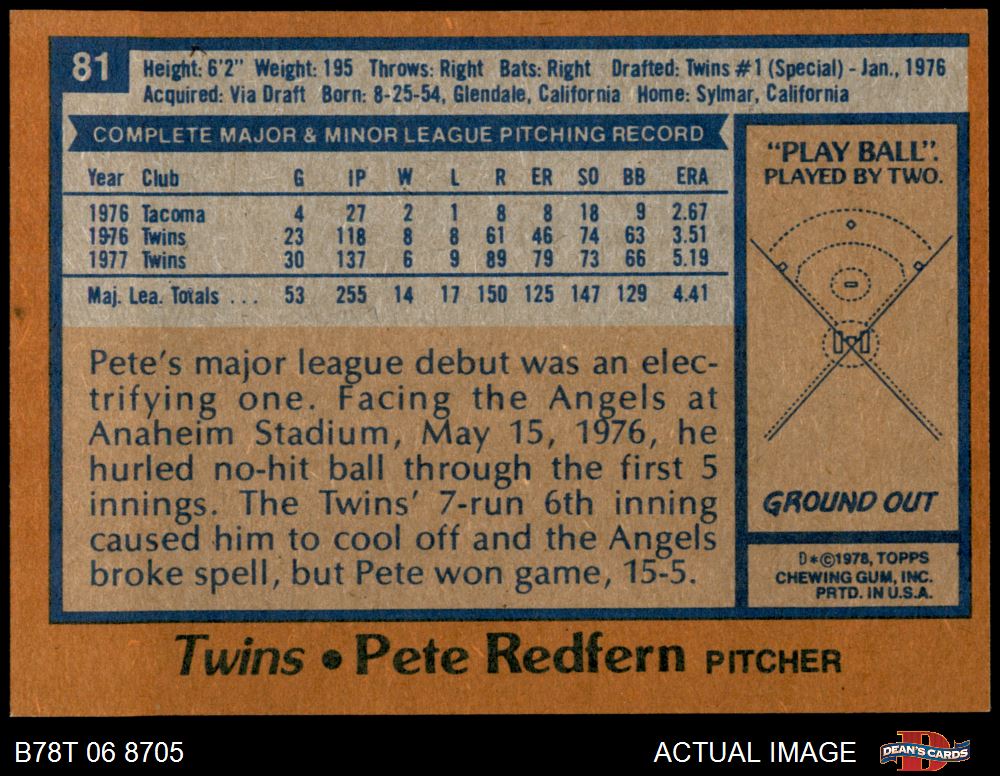 81
Height: 6'2" Weight: 195 Throws: Right Bats: Right Drafted: Twins #1 (Special) - Jan., 1976
Acquired: Via Draft Born: 8-25-54, Glendale, California Home: Sylmar, California
COMPLETE MAJOR & MINOR LEAGUE PITCHING RECORD
Year Club G IP W L R ER SO BB ERA
1976 Tacoma 4 27 2 1 8 8 18 9 2.67
1976 Twins 23 118 8 8 61 46 74 63 3.51
1977 Twins 30 137 6 9 89 79 73 66 5.19
Maj. Lea. Totals ... 53 255 14 17 150 125 147 129 4.41
Pete's major league debut was an elec-
trifying one. Facing the Angels at
Anaheim Stadium, May 15, 1976, he
hurled no-hit ball through the first 5
innings. The Twins' 7-run 6th inning
caused him to cool off and the Angels
broke spell, but Pete won game, 15-5.
"PLAY BALL".
PLAYED BY TWO.
GROUND OUT
D*©1978, TOPPS
CHEWING GUM, INC.
PRTD. IN U.S.A.
Twins • Pete Redfern PITCHER
B78T 06 8705
ACTUAL IMAGE
DEAN'S CARDS